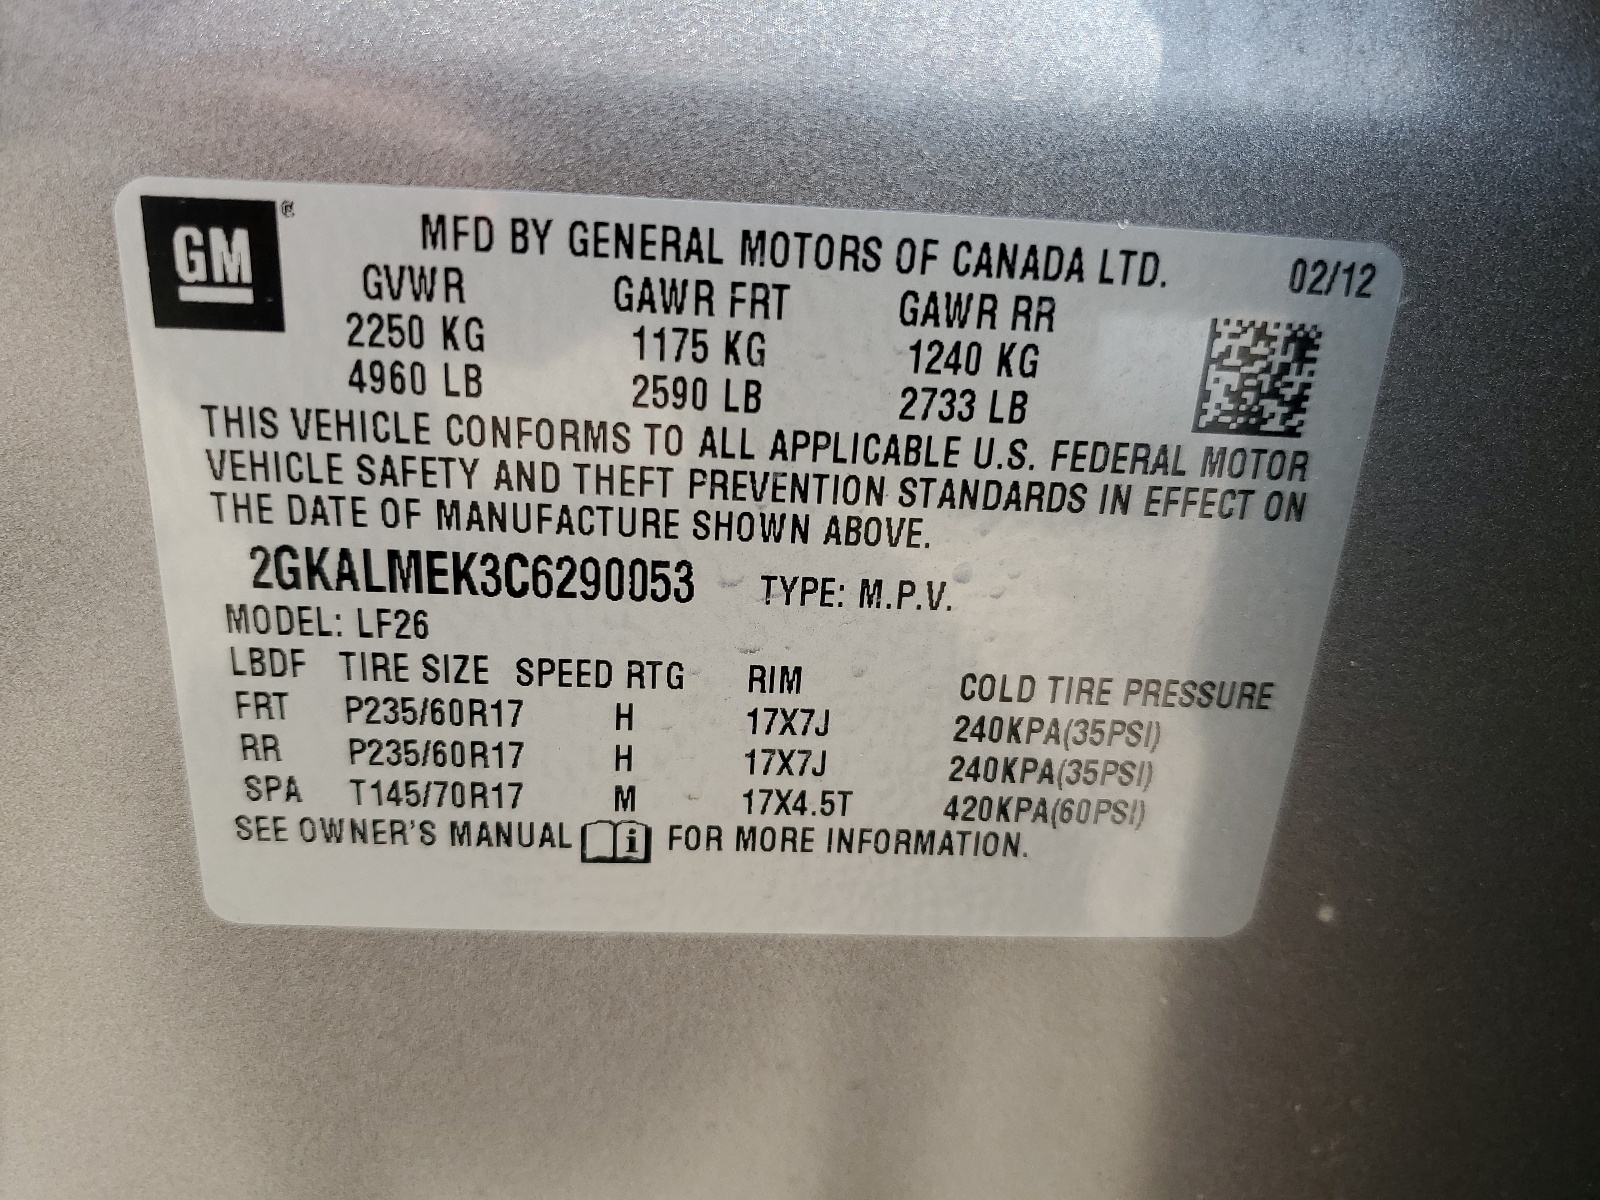 GM ®
MFD BY GENERAL MOTORS OF CANADA LTD. 02/12
GVWR GAWR FRT GAWR RR
2250 KG 1175 KG 1240 KG
4960 LB 2590 LB 2733 LB
THIS VEHICLE CONFORMS TO ALL APPLICABLE U.S. FEDERAL MOTOR
VEHICLE SAFETY AND THEFT PREVENTION STANDARDS IN EFFECT ON
THE DATE OF MANUFACTURE SHOWN ABOVE.
2GKALMEK3C6290053 TYPE: M.P.V.
MODEL: LF26
LBDF TIRE SIZE SPEED RTG RIM COLD TIRE PRESSURE
FRT P235/60R17 H 17X7J 240KPA(35PSI)
RR P235/60R17 H 17X7J 240KPA(35PSI)
SPA T145/70R17 M 17X4.5T 420KPA(60PSI)
SEE OWNER'S MANUAL i FOR MORE INFORMATION.